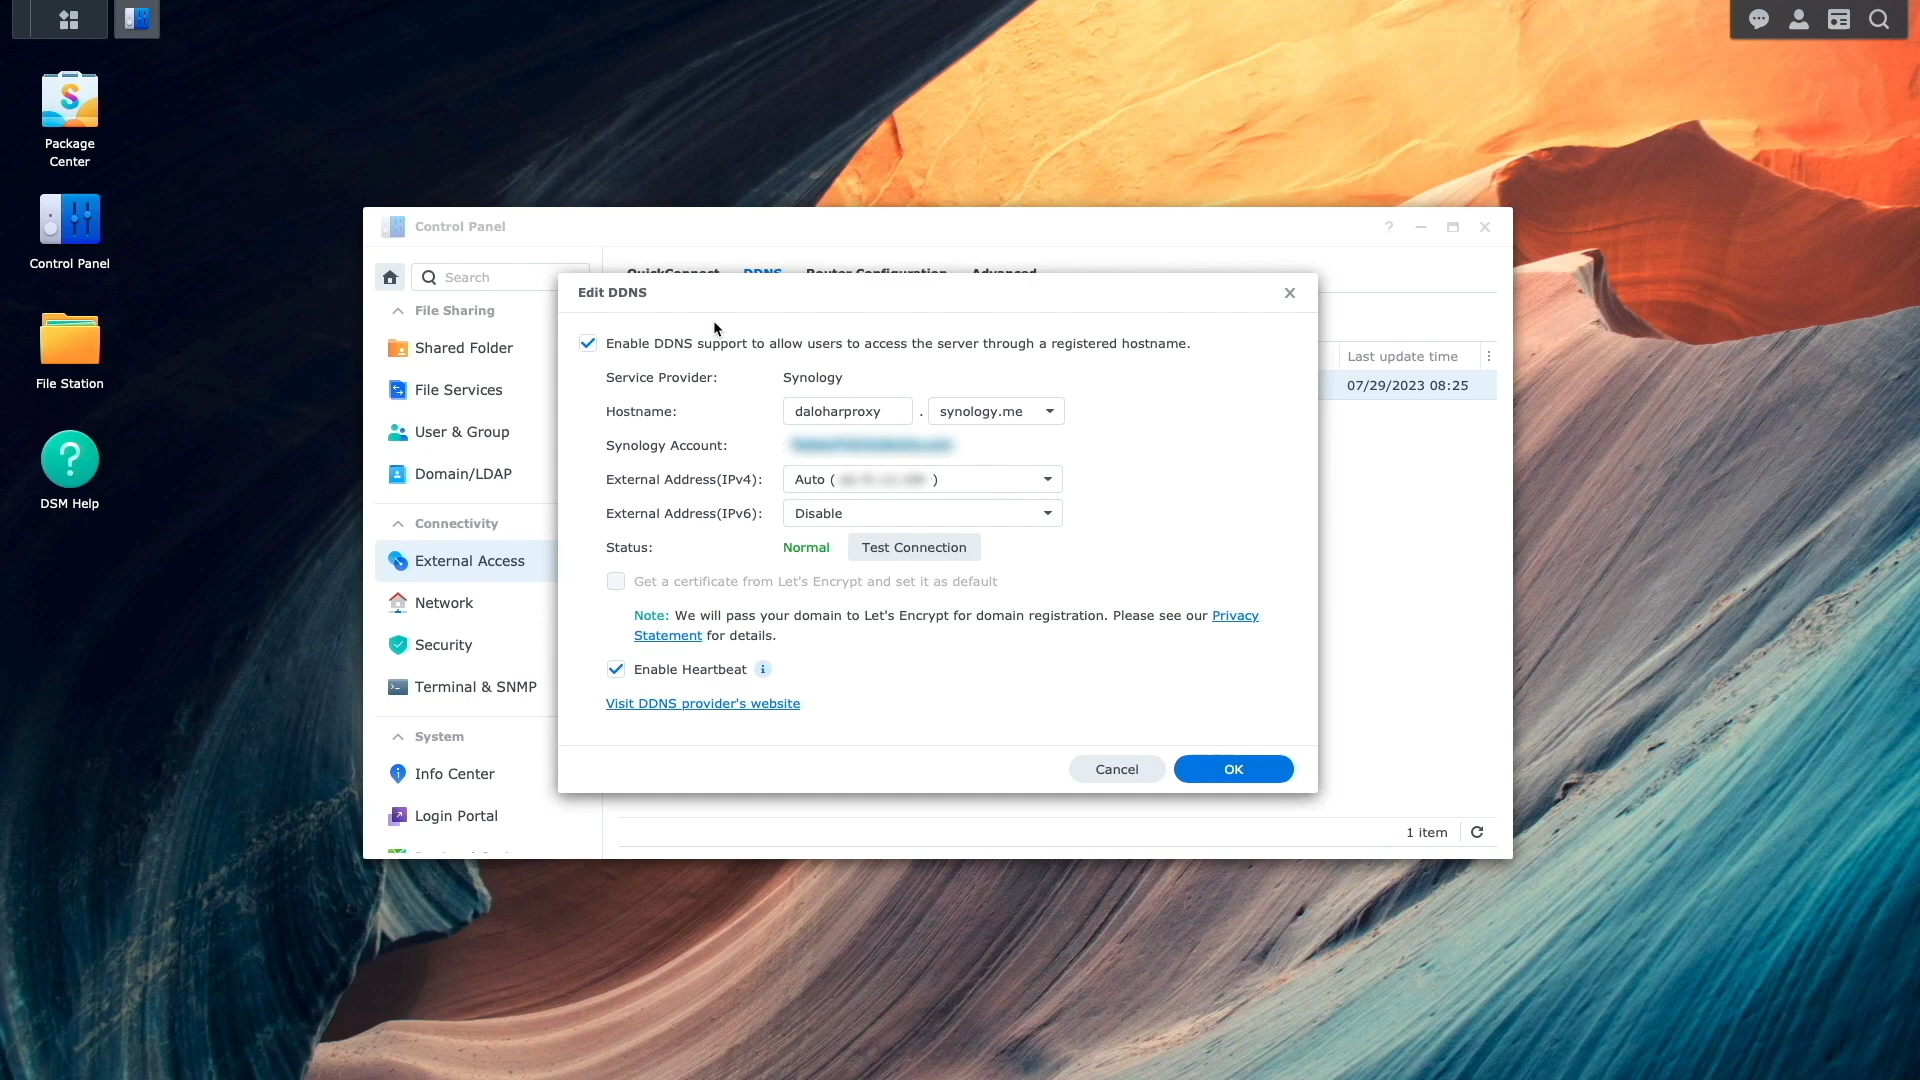 Package
Center
Control Panel
File Station
DSM Help
Control Panel
Search
QuickConnect DDNS Router Configuration Advanced
File Sharing
Shared Folder
File Services
User & Group
Domain/LDAP
Connectivity
External Access
Network
Security
Terminal & SNMP
System
Info Center
Login Portal
Last update time
07/29/2023 08:25
Edit DDNS
Enable DDNS support to allow users to access the server through a registered hostname.
Service Provider: Synology
Hostname: daloharproxy . synology.me
Synology Account:
External Address(IPv4): Auto ( )
External Address(IPv6): Disable
Status: Normal Test Connection
Get a certificate from Let's Encrypt and set it as default
Note: We will pass your domain to Let's Encrypt for domain registration. Please see our Privacy
Statement for details.
Enable Heartbeat
Visit DDNS provider's website
Cancel OK
1 item